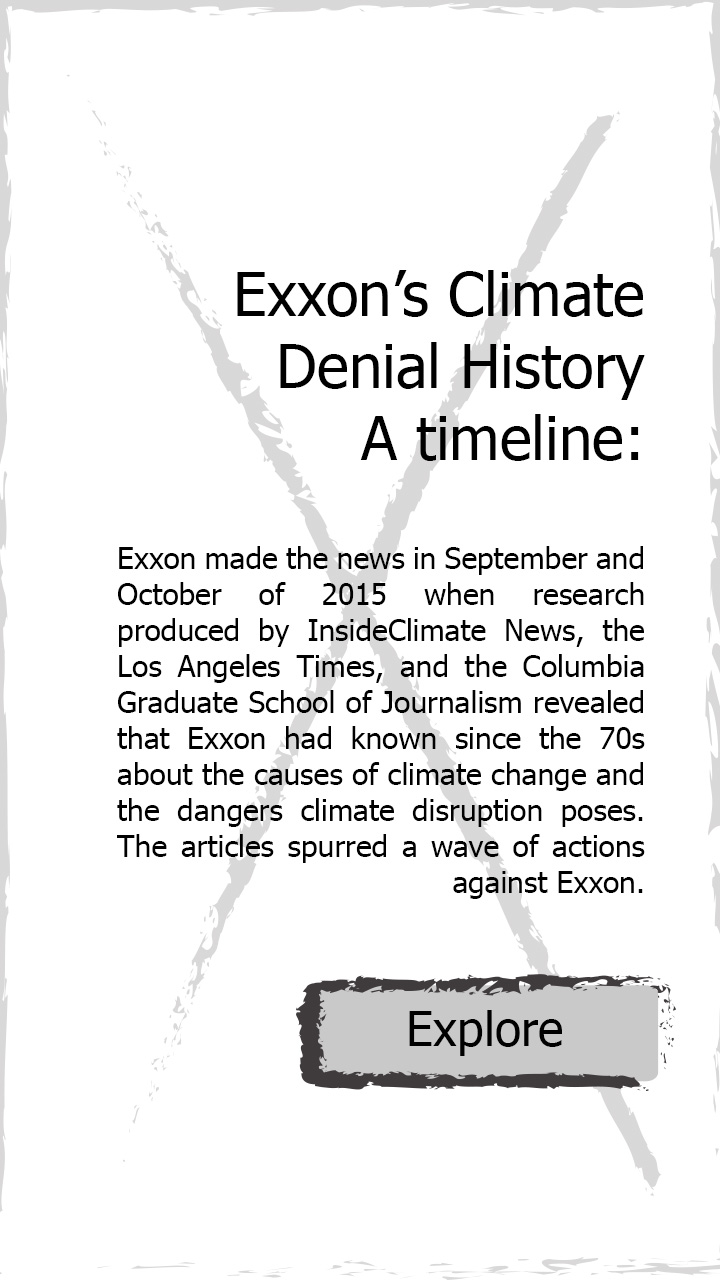 Exxon’s Climate
Denial History
A timeline:
Exxon made the news in September and
October of 2015 when research
produced by InsideClimate News, the
Los Angeles Times, and the Columbia
Graduate School of Journalism revealed
that Exxon had known since the 70s
about the causes of climate change and
the dangers climate disruption poses.
The articles spurred a wave of actions
against Exxon.
Explore